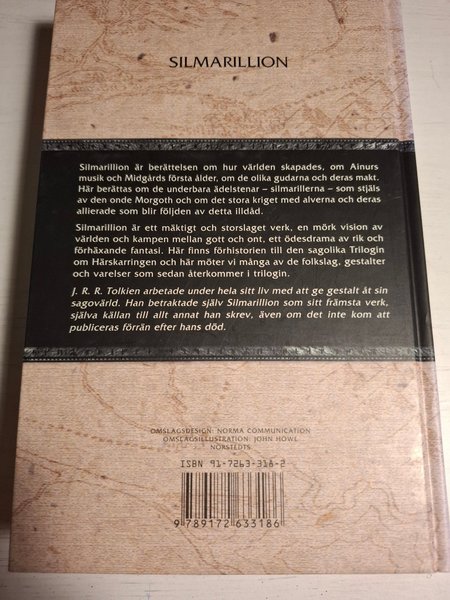 SILMARILLION
Silmarillion är berättelsen om hur världen skapades, om Ainurs
musik och Midgårds första ålder, om de olika gudarna och deras makt.
Här berättas om de underbara ädelstenar – silmarillerna – som stjäls
av den onde Morgoth och om det stora kriget med alverna och deras
allierade som blir följden av detta illdåd.
Silmarillion är ett mäktigt och storslaget verk, en mörk vision av
världen och kampen mellan gott och ont, ett ödesdrama av rik och
förhäxande fantasi. Här finns förhistorien till den sagolika Trilogin
om Härskarringen och här möter vi många av de folkslag, gestalter
och varelser som sedan återkommer i trilogin.
J. R. R. Tolkien arbetade under hela sitt liv med att ge gestalt åt sin
sagovärld. Han betraktade själv Silmarillion som sitt främsta verk,
själva källan till allt annat han skrev, även om det inte kom att
publiceras förrän efter hans död.
OMSLAGSDESIGN: NORMA COMMUNICATION
OMSLAGSILLUSTRATION: JOHN HOWE
NORSTEDTS
ISBN 91-7263-318-2
9 789172 633186